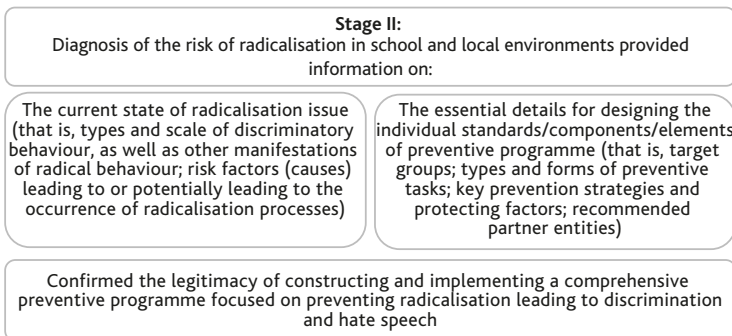 Stage II:
Diagnosis of the risk of radicalisation in school and local environments provided
information on:
The current state of radicalisation issue
(that is, types and scale of discriminatory
behaviour, as well as other manifestations
of radical behaviour; risk factors (causes)
leading to or potentially leading to the
occurrence of radicalisation processes)
The essential details for designing the
individual standards/components/elements
of preventive programme (that is, target
groups; types and forms of preventive
tasks; key prevention strategies and
protecting factors; recommended
partner entities)
Confirmed the legitimacy of constructing and implementing a comprehensive
preventive programme focused on preventing radicalisation leading to discrimination
and hate speech